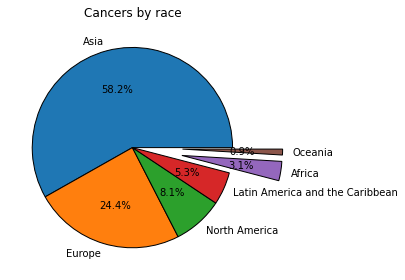 Cancers by race
Asia
58.2%
0.9%
Oceania
3.1%
Africa
5.3%
Latin America and the Caribbean
8.1%
North America
24.4%
Europe